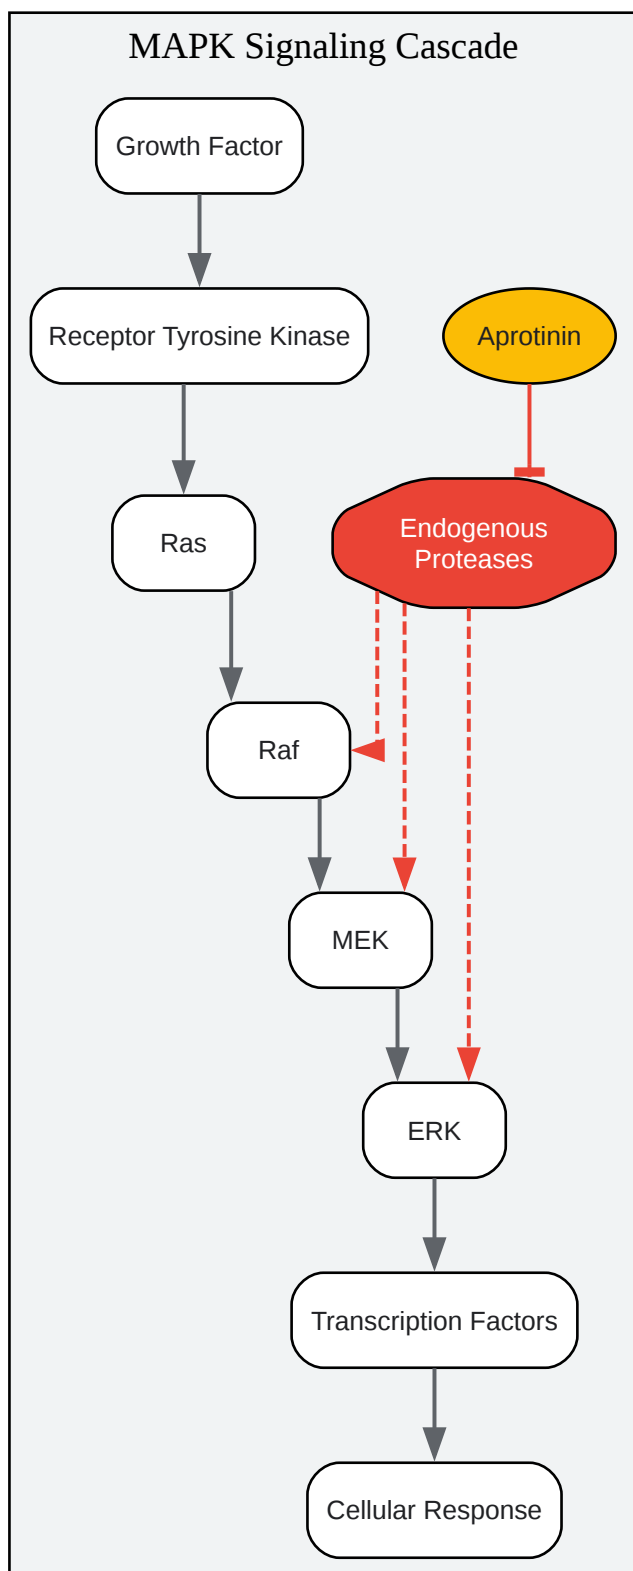 MAPK Signaling Cascade
Growth Factor
Receptor Tyrosine Kinase
Aprotinin
Ras
Endogenous
Proteases
Raf
MEK
ERK
Transcription Factors
Cellular Response